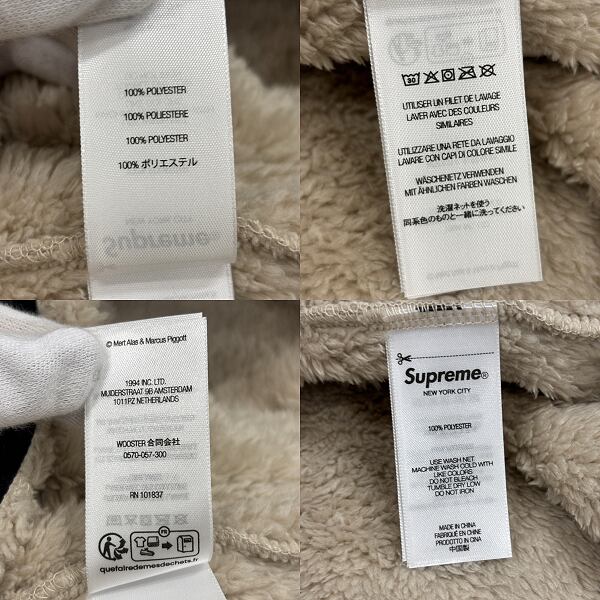 100% POLYESTER
100% POLIESTERE
100% POLYESTER
100% ポリエステル
Supreme®
30
UTILISER UN FILET DE LAVAGE
LAVER AVEC DES COULEURS
SIMILAIRES
UTILIZZARE UNA RETE DA LAVAGGIO
LAVARE CON CAPI DI COLORE SIMILE
WÄSCHENETZ VERWENDEN
MIT ÄHNLICHEN FARBEN WASCHEN
洗濯ネットを使う
同系色のものと一緒に洗ってください
© Mert Alas & Marcus Piggott
1994 INC. LTD.
MUIDERSTRAAT 9B AMSTERDAM
1011PZ NETHERLANDS
WOOSTER 合同会社
0570-057-300
RN 101837
FR
quefairedemesdechets.fr
Supreme®
NEW YORK CITY
100% POLYESTER
USE WASH NET
MACHINE WASH COLD WITH
LIKE COLORS
DO NOT BLEACH
TUMBLE DRY LOW
DO NOT IRON
MADE IN CHINA
FABRIQUÉ EN CHINE
PRODOTTO IN CINA
中国製